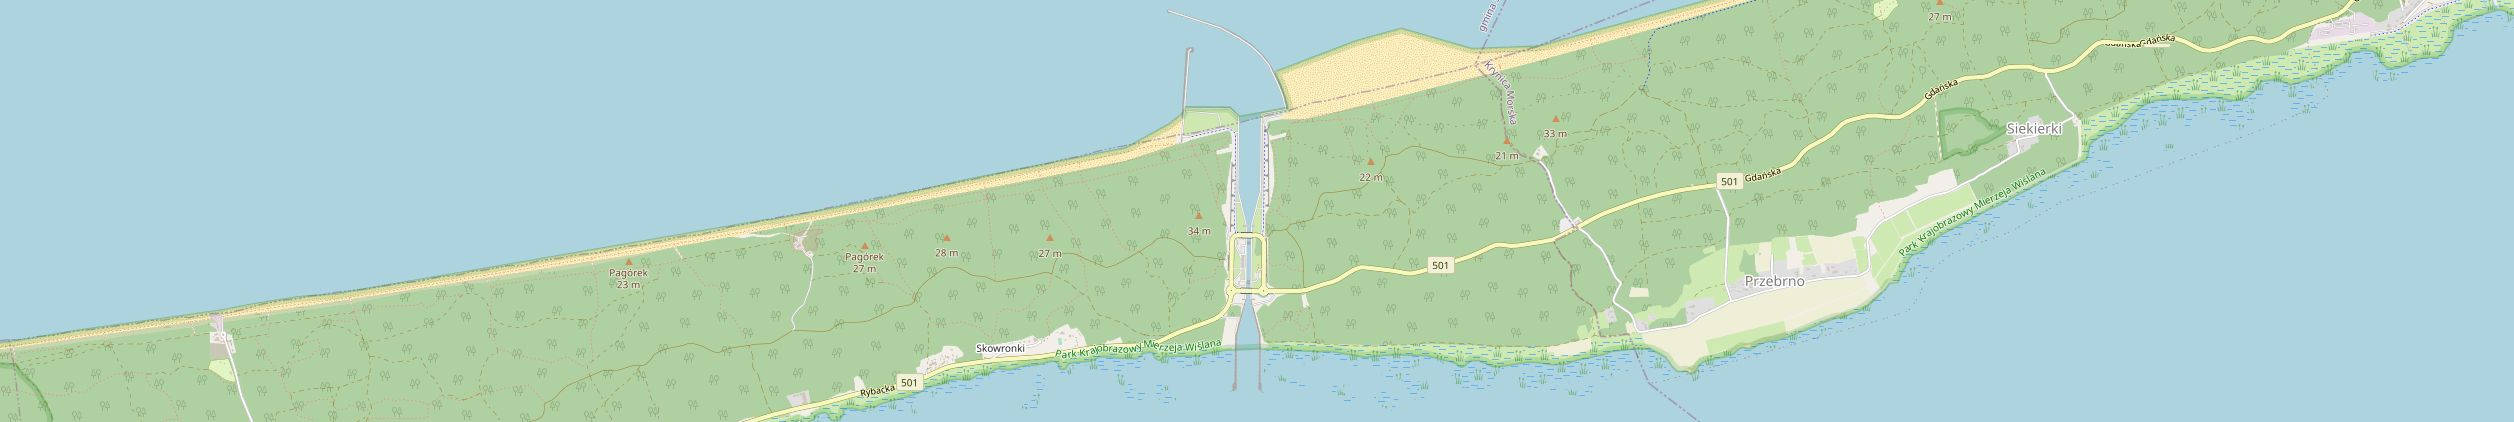 gmina
27 m
Gdańska
Gdańska
Krynica Morska
Gdańska
33 m
Siekierki
21 m
22 m
501
Gdańska
Park Krajobrazowy Mierzeja Wiślana
34 m
Pagórek
27 m
28 m
27 m
501
Pagórek
23 m
Przebrno
Skowronki
Park Krajobrazowy Mierzeja Wiślana
Rybacka
501